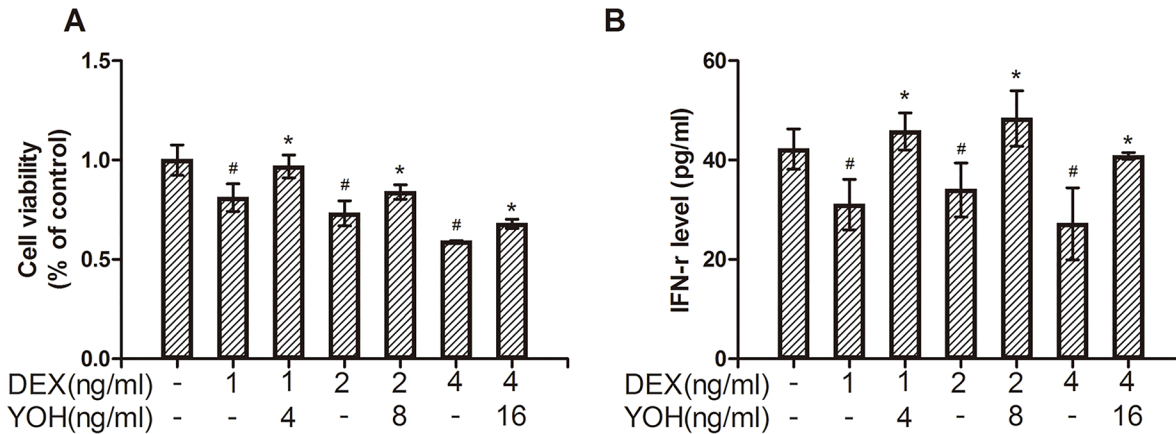 A
Cell viability
(% of control)
1.5
1.0
0.5
0.0
# * # * # *
DEX(ng/ml) - 1 1 2 2 4 4
YOH(ng/ml) - - 4 - 8 - 16
B
IFN-r level (pg/ml)
60
40
20
0
# * # * # *
DEX(ng/ml) - 1 1 2 2 4 4
YOH(ng/ml) - - 4 - 8 - 16